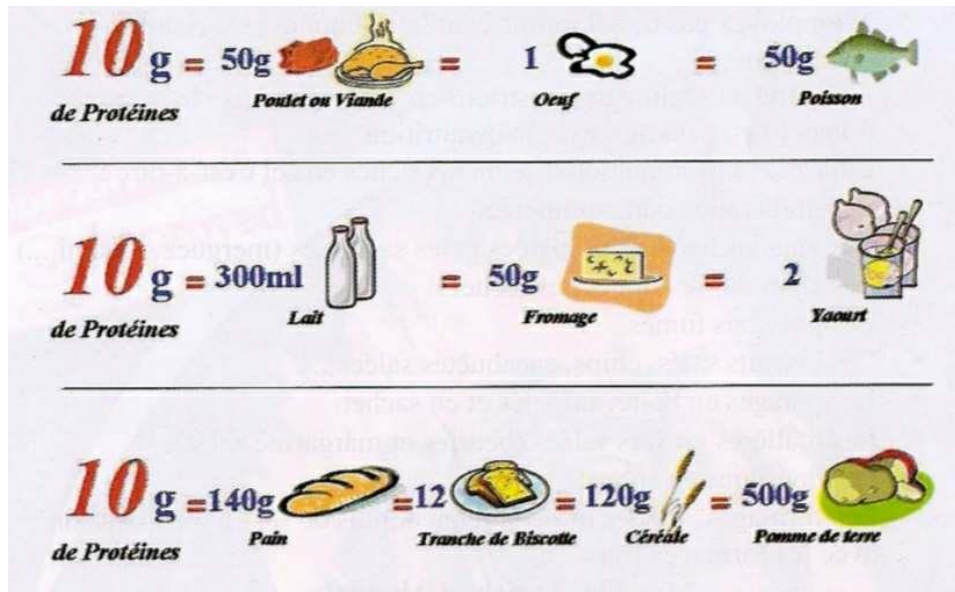 10 g = 50g = 1 = 50g
de Protéines Poulet ou Viande Oeuf Poisson
10 g = 300ml = 50g = 2
de Protéines Lait Fromage Yaourt
10 g =140g =12 = 120g = 500g
de Protéines Pain Tranche de Biscotte Céréale Pomme de terre